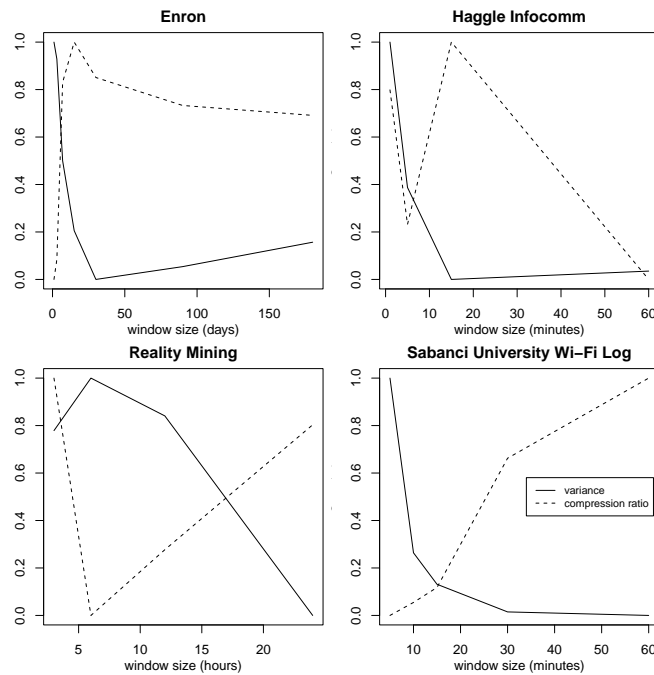 Enron
0.0 0.2 0.4 0.6 0.8 1.0
0 50 100 150
window size (days)
Haggle Infocomm
0.0 0.2 0.4 0.6 0.8 1.0
0 10 20 30 40 50 60
window size (minutes)
Reality Mining
0.0 0.2 0.4 0.6 0.8 1.0
5 10 15 20
window size (hours)
Sabanci University Wi−Fi Log
0.0 0.2 0.4 0.6 0.8 1.0
variance
compression ratio
10 20 30 40 50 60
window size (minutes)